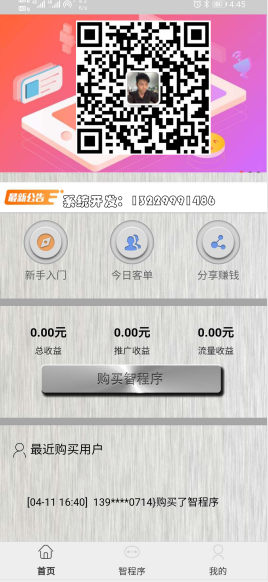 4:45
最新公告
系统开发：13229991486
新手入门
今日客单
分享赚钱
0.00元
0.00元
0.00元
总收益
推广收益
流量收益
购买智程序
最近购买用户
[04-11 16:40] 139****0714}购买了智程序
首页
智程序
我的